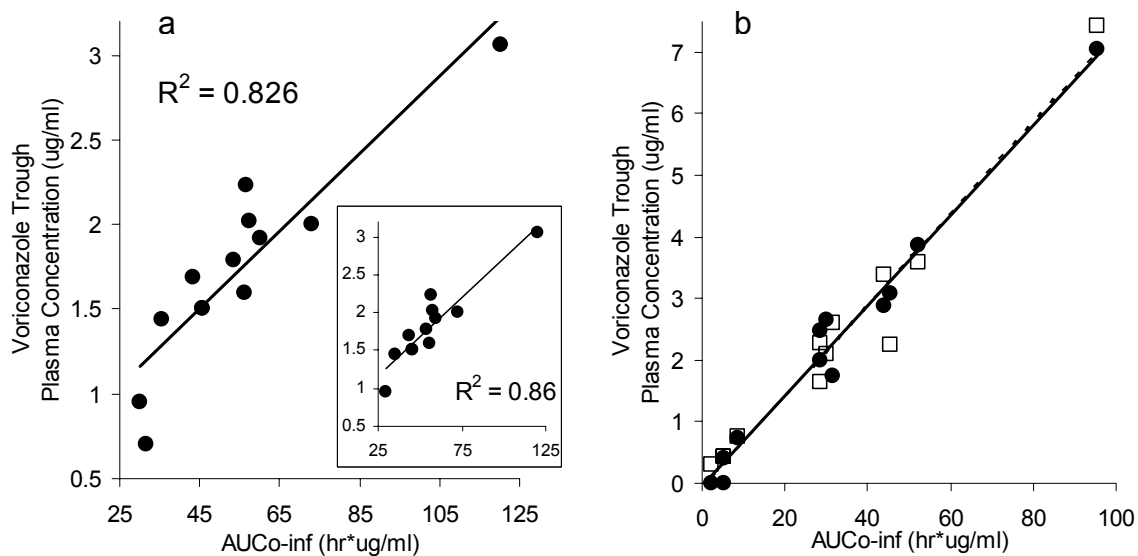 a
R² = 0.826
Voriconazole Trough
Plasma Concentration (ug/ml)
3
2.5
2
1.5
1
0.5
25 45 65 85 105 125
AUCo-inf (hr*ug/ml)
3
2.5
2
1.5
1
0.5
R² = 0.86
25 75 125
b
Voriconazole Trough
Plasma Concentration (ug/ml)
7
6
5
4
3
2
1
0
0 20 40 60 80 100
AUCo-inf (hr*ug/ml)